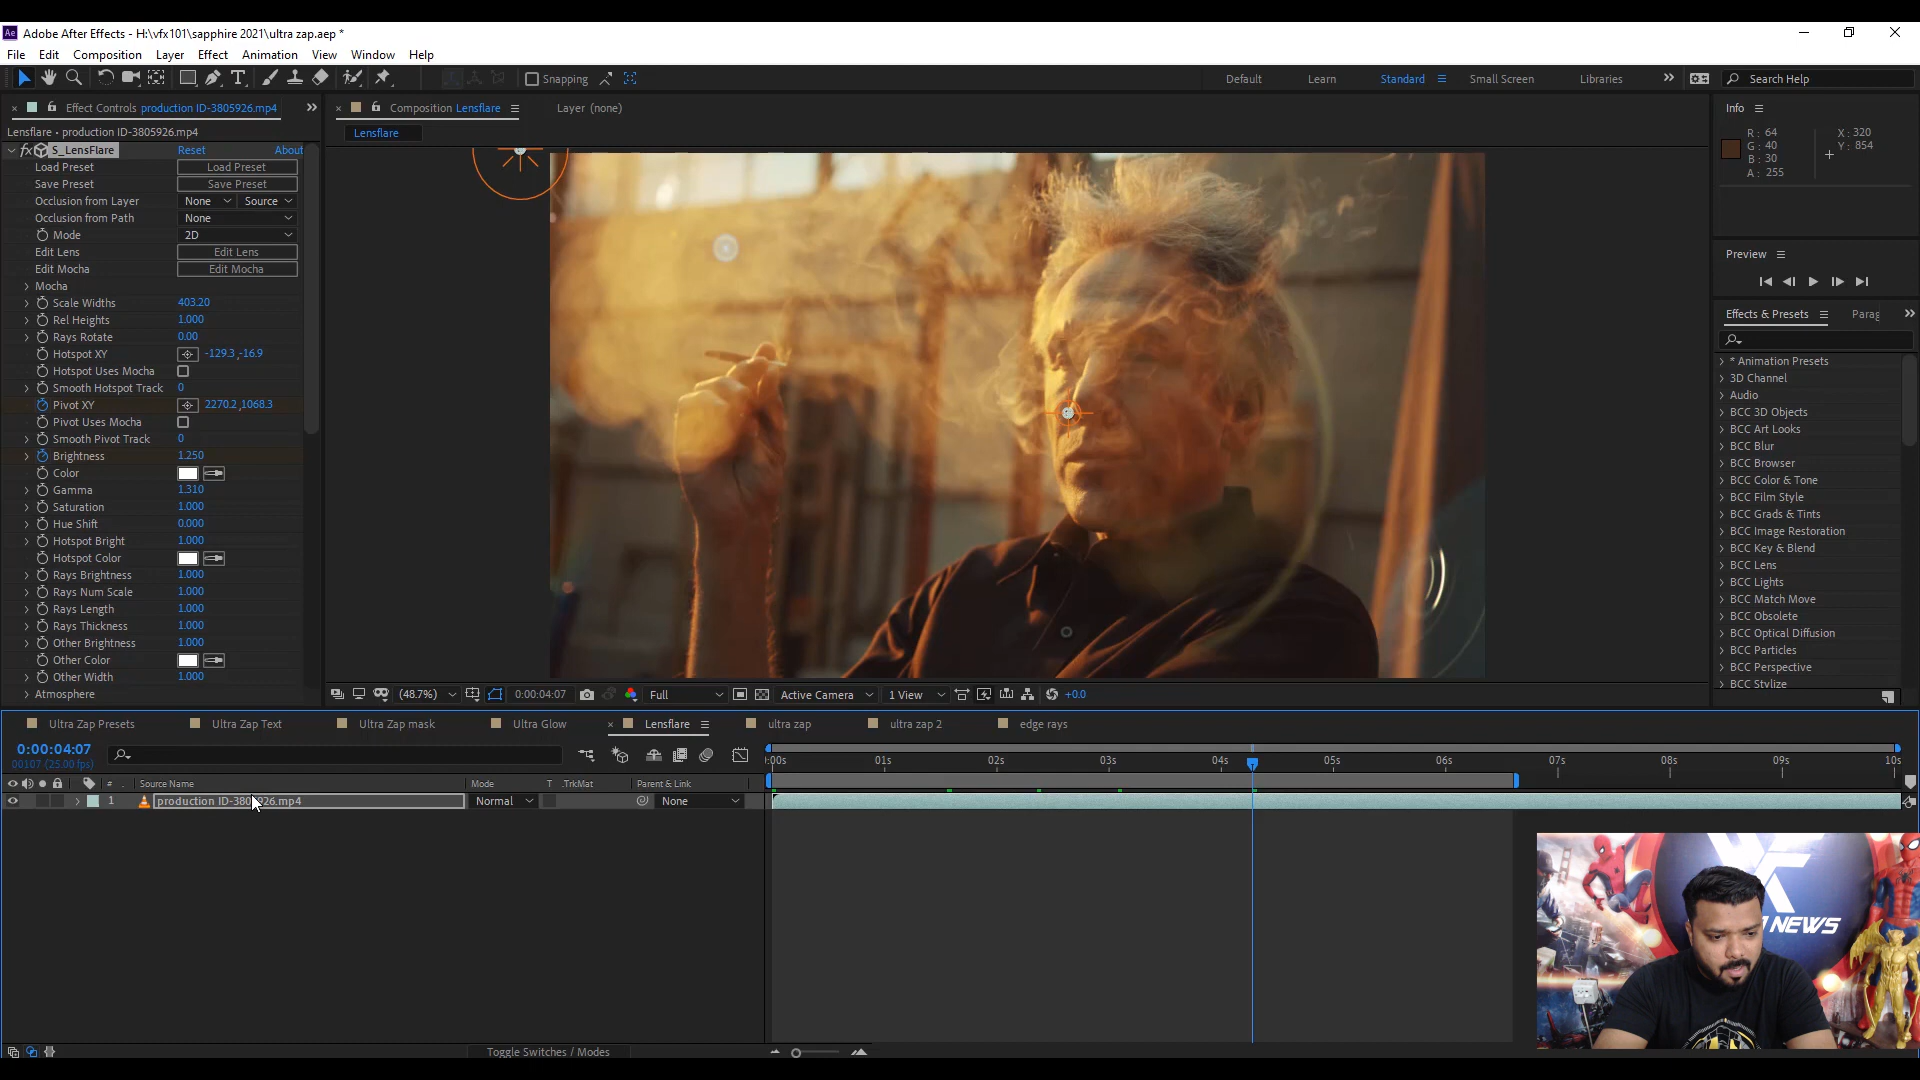 Ae Adobe After Effects - H:\vfx101\sapphire 2021\ultra zap.aep *
File Edit Composition Layer Effect Animation View Window Help
Snapping Default Learn Standard Small Screen Libraries Search Help
Effect Controls production ID-3805926.mp4
Composition Lensflare
Layer (none)
Lensflare • production ID-3805926.mp4
Lensflare
fx S_LensFlare Reset About
Load Preset Load Preset
Save Preset Save Preset
Occlusion from Layer None Source
Occlusion from Path None
Mode 2D
Edit Lens Edit Lens
Edit Mocha Edit Mocha
Mocha
Scale Widths 403.20
Rel Heights 1.000
Rays Rotate 0.00
Hotspot XY -129.3,-16.9
Hotspot Uses Mocha
Smooth Hotspot Track 0
Pivot XY 2270.2,1068.3
Pivot Uses Mocha
Smooth Pivot Track 0
Brightness 1.250
Color
Gamma 1.310
Saturation 1.000
Hue Shift 0.000
Hotspot Bright 1.000
Hotspot Color
Rays Brightness 1.000
Rays Num Scale 1.000
Rays Length 1.000
Rays Thickness 1.000
Other Brightness 1.000
Other Color
Other Width 1.000
Atmosphere
(48.7%) 0:00:04:07 Full Active Camera 1 View +0.0
Info
R: 64
G: 40
B: 30
A: 255
X: 320
Y: 854
Preview
Effects & Presets Parag
* Animation Presets
3D Channel
Audio
BCC 3D Objects
BCC Art Looks
BCC Blur
BCC Browser
BCC Color & Tone
BCC Film Style
BCC Grads & Tints
BCC Image Restoration
BCC Key & Blend
BCC Lens
BCC Lights
BCC Match Move
BCC Obsolete
BCC Optical Diffusion
BCC Particles
BCC Perspective
BCC Stylize
Ultra Zap Presets Ultra Zap Text Ultra Zap mask Ultra Glow Lensflare ultra zap ultra zap 2 edge rays
0:00:04:07
00107 (25.00 fps)
# Source Name Mode T .TrkMat Parent & Link
1 production ID-3805926.mp4 Normal None
:00s 01s 02s 03s 04s 05s 06s 07s 08s 09s 10s
Toggle Switches / Modes
NEWS